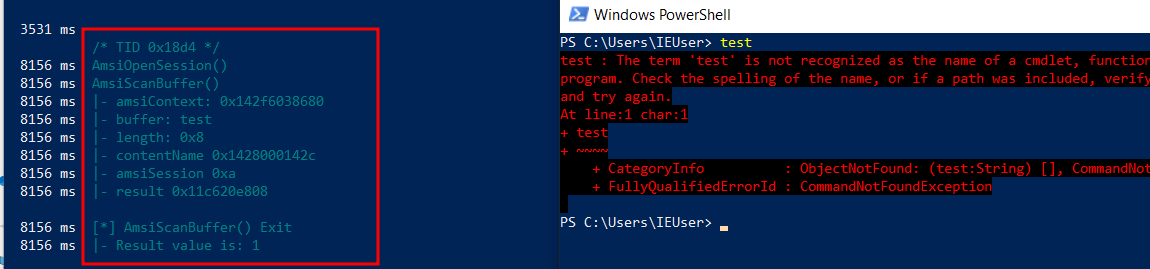 3531 ms
/* TID 0x18d4 */
8156 ms AmsiOpenSession()
8156 ms AmsiScanBuffer()
8156 ms |- amsiContext: 0x142f6038680
8156 ms |- buffer: test
8156 ms |- length: 0x8
8156 ms |- contentName 0x1428000142c
8156 ms |- amsiSession 0xa
8156 ms |- result 0x11c620e808
8156 ms [*] AmsiScanBuffer() Exit
8156 ms |- Result value is: 1
Windows PowerShell
PS C:\Users\IEUser> test
test : The term 'test' is not recognized as the name of a cmdlet, function
program. Check the spelling of the name, or if a path was included, verify
and try again.
At line:1 char:1
+ test
+ ~~~~
+ CategoryInfo : ObjectNotFound: (test:String) [], CommandNot
+ FullyQualifiedErrorId : CommandNotFoundException
PS C:\Users\IEUser>